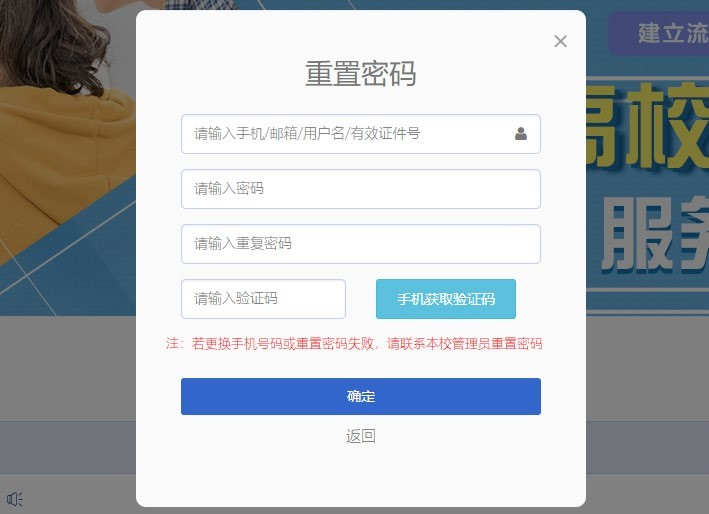 建立流
重置密码
高校
服务
请输入手机/邮箱/用户名/有效证件号
请输入密码
请输入重复密码
请输入验证码
手机获取验证码
注：若更换手机号码或重置密码失败，请联系本校管理员重置密码
确定
返回